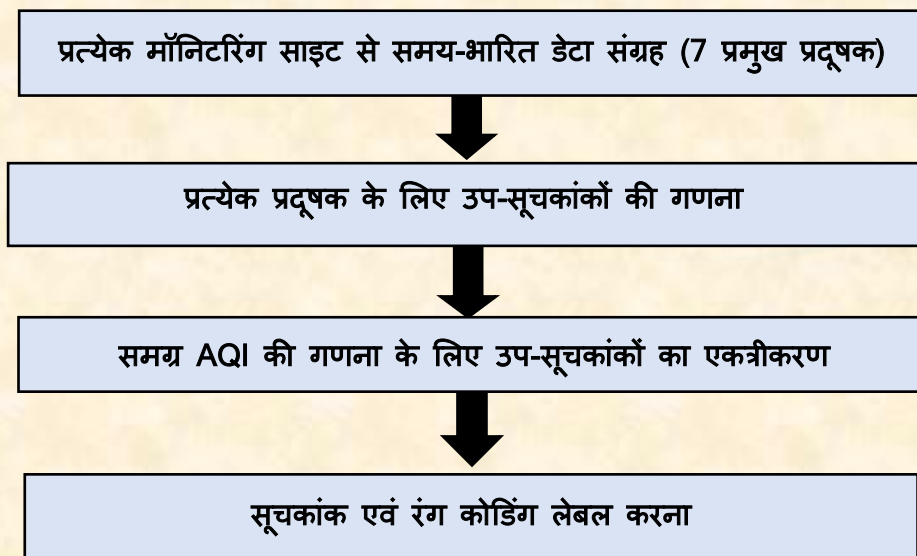 प्रत्येक मॉनिटरिंग साइट से समय-भारित डेटा संग्रह (7 प्रमुख प्रदूषक)
प्रत्येक प्रदूषक के लिए उप-सूचकांकों की गणना
समग्र AQI की गणना के लिए उप-सूचकांकों का एकत्रीकरण
सूचकांक एवं रंग कोडिंग लेबल करना